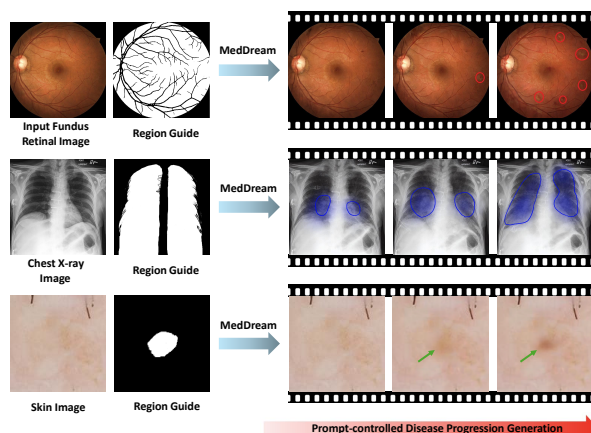 MedDream
Input Fundus
Retinal Image
Region Guide
MedDream
Chest X-ray
Image
Region Guide
MedDream
Skin Image
Region Guide
Prompt-controlled Disease Progression Generation